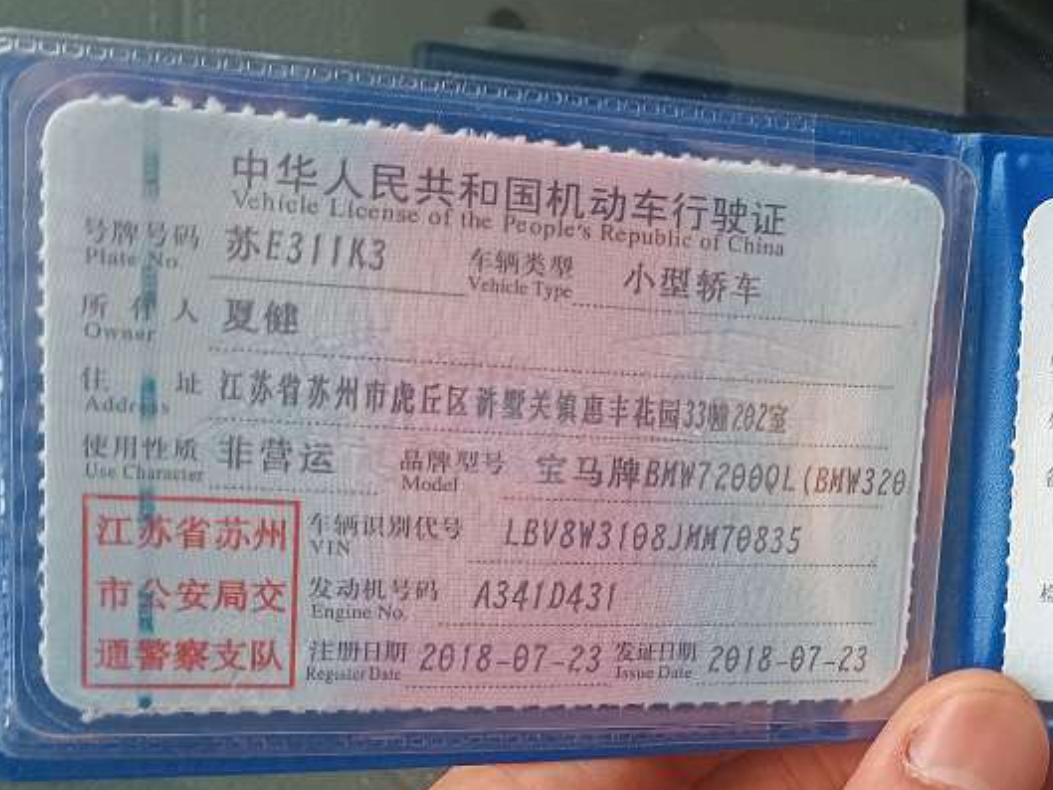 中华人民共和国机动车行驶证
Vehicle License of the People's Republic of China
号牌号码 苏E311K3 车辆类型 小型轿车
Plate No. Vehicle Type
所有人 夏健
Owner
住址 江苏省苏州市虎丘区浒墅关镇惠丰花园33幢202室
Address
使用性质 非营运 品牌型号 宝马牌BMW7200QL(BMW320
Use Character Model
江苏省苏州 车辆识别代号 LBV8W3108JMM70835
VIN
市公安局交 发动机号码 A341D431
Engine No.
通警察支队 注册日期 2018-07-23 发证日期 2018-07-23
Register Date Issue Date